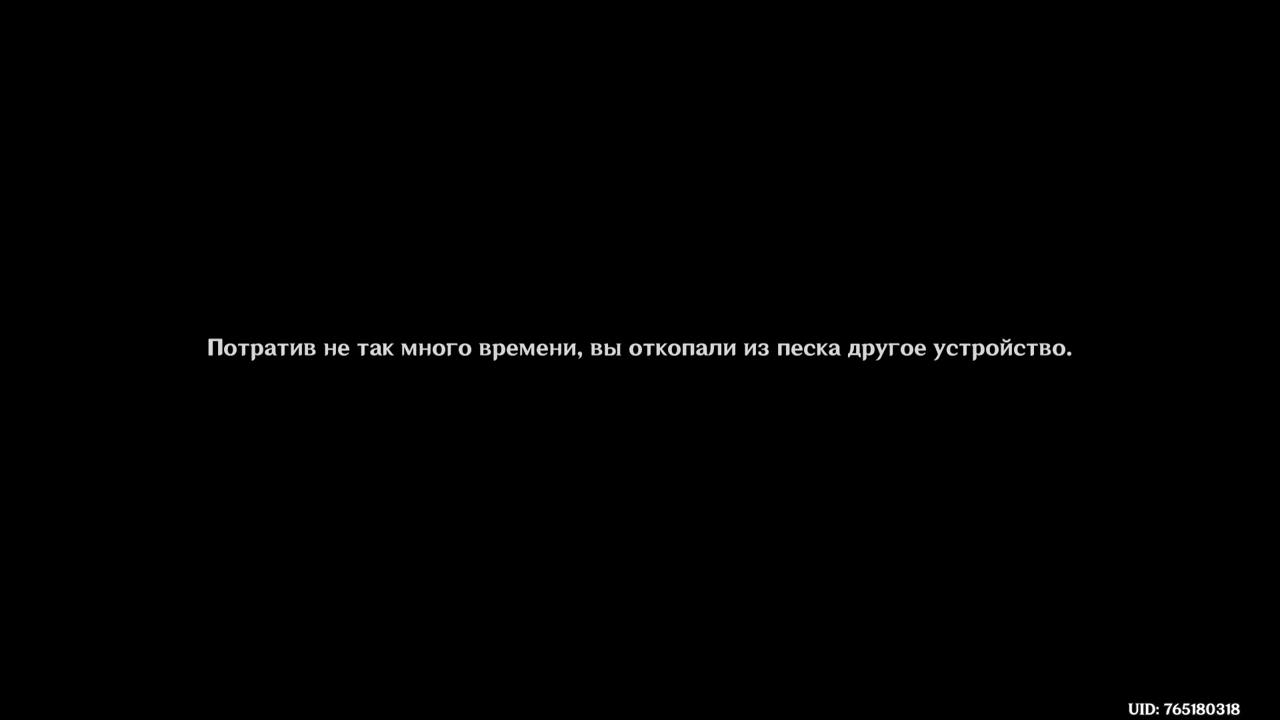 Потратив не так много времени, вы откопали из песка другое устройство.
UID: 765180318